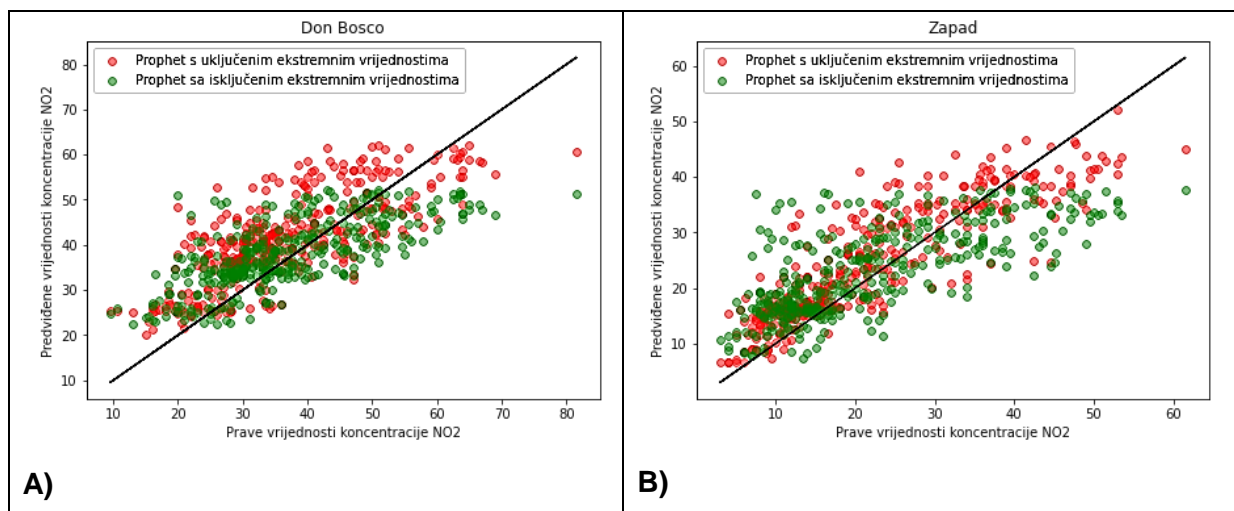 Don Bosco
Prophet s uključenim ekstremnim vrijednostima
Prophet sa isključenim ekstremnim vrijednostima
Predviđene vrijednosti koncentracije NO2
80
70
60
50
40
30
20
10
10 20 30 40 50 60 70 80
Prave vrijednosti koncentracije NO2
A)
Zapad
Prophet s uključenim ekstremnim vrijednostima
Prophet sa isključenim ekstremnim vrijednostima
Predviđene vrijednosti koncentracije NO2
60
50
40
30
20
10
10 20 30 40 50 60
Prave vrijednosti koncentracije NO2
B)